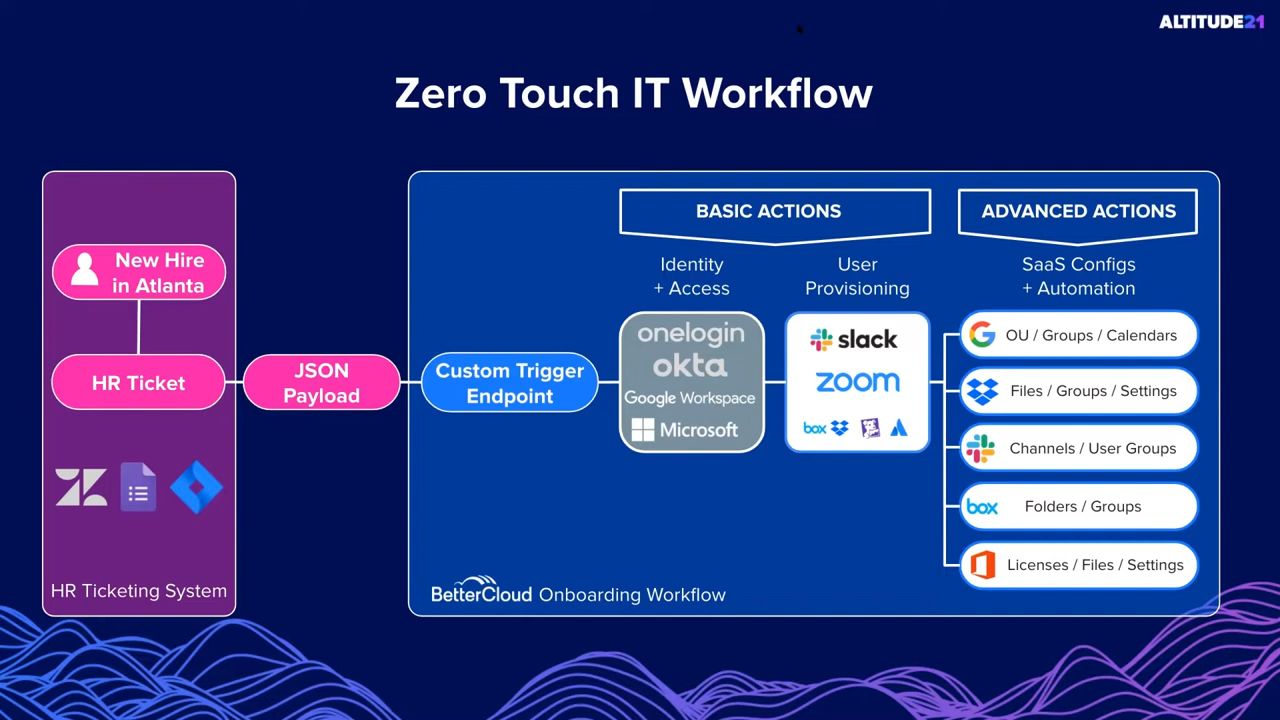 ALTITUDE21
Zero Touch IT Workflow
New Hire
in Atlanta
HR Ticket
HR Ticketing System
JSON
Payload
Custom Trigger
Endpoint
BASIC ACTIONS
Identity
+ Access
onelogin
okta
Google Workspace
Microsoft
User
Provisioning
slack
zoom
box
ADVANCED ACTIONS
SaaS Configs
+ Automation
OU / Groups / Calendars
Files / Groups / Settings
Channels / User Groups
box Folders / Groups
Licenses / Files / Settings
BetterCloud Onboarding Workflow